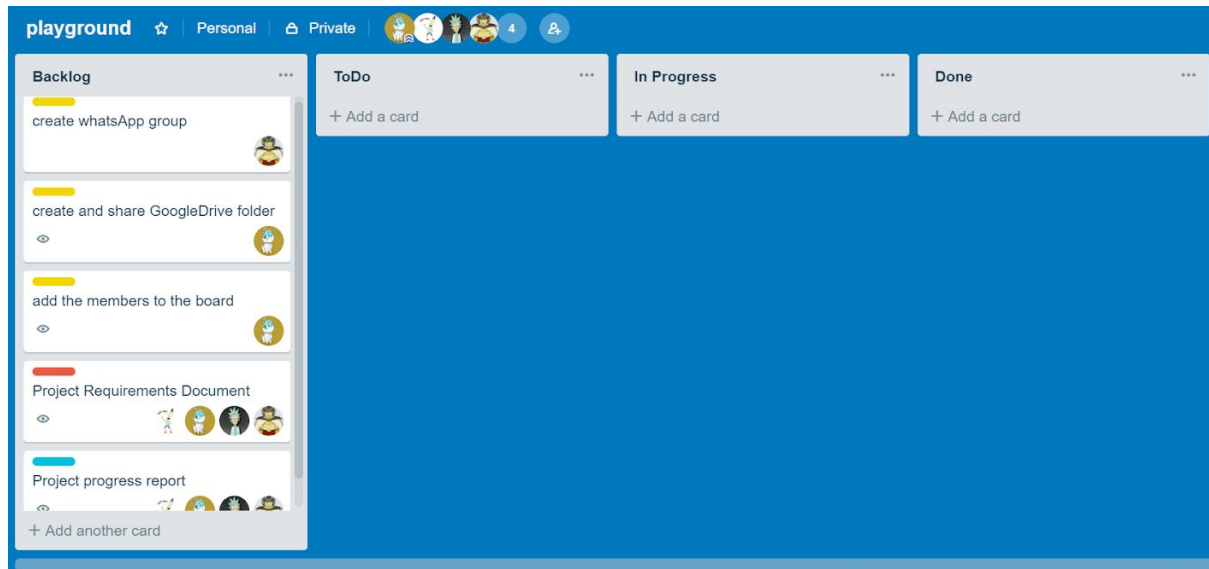 playground Personal Private 4
Backlog
create whatsApp group
create and share GoogleDrive folder
add the members to the board
Project Requirements Document
Project progress report
+ Add another card
ToDo
+ Add a card
In Progress
+ Add a card
Done
+ Add a card